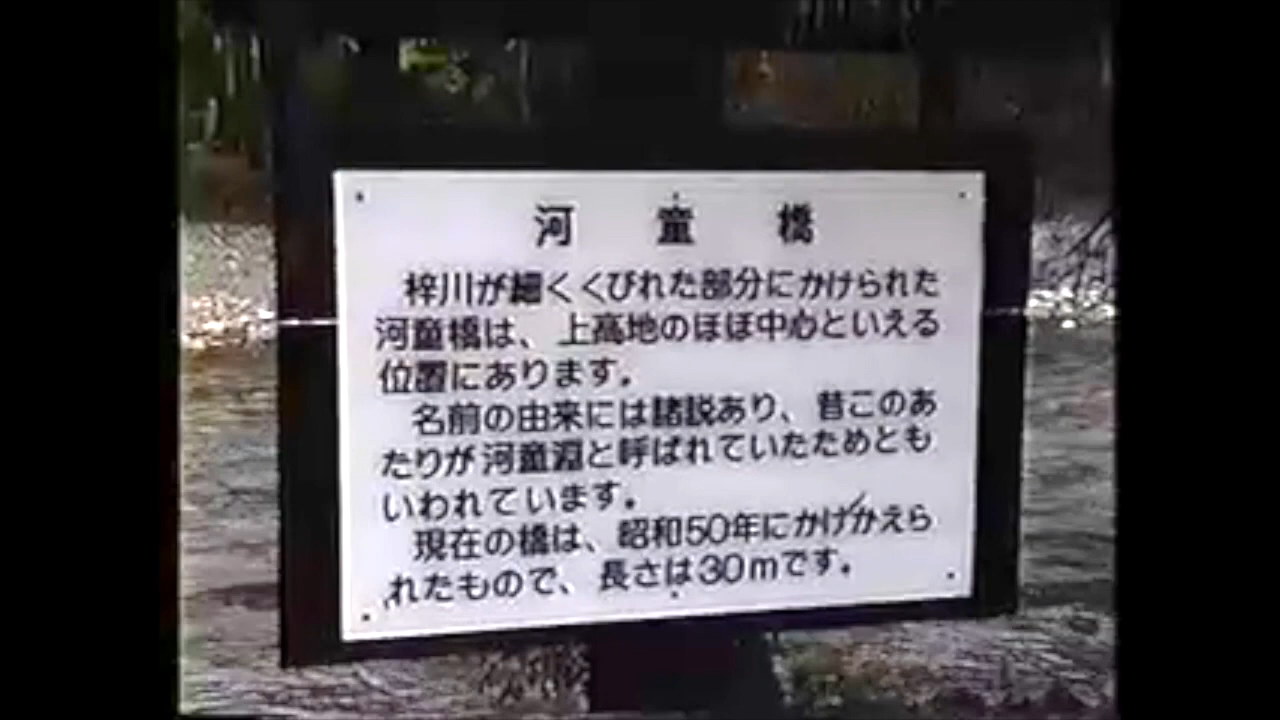 河童橋
梓川が細くくびれた部分にかけられた
河童橋は、上高地のほぼ中心といえる
位置にあります。
名前の由来には諸説あり、昔このあ
たりが河童淵と呼ばれていたためとも
いわれています。
現在の橋は、昭和50年にかけかえら
れたもので、長さは30mです。